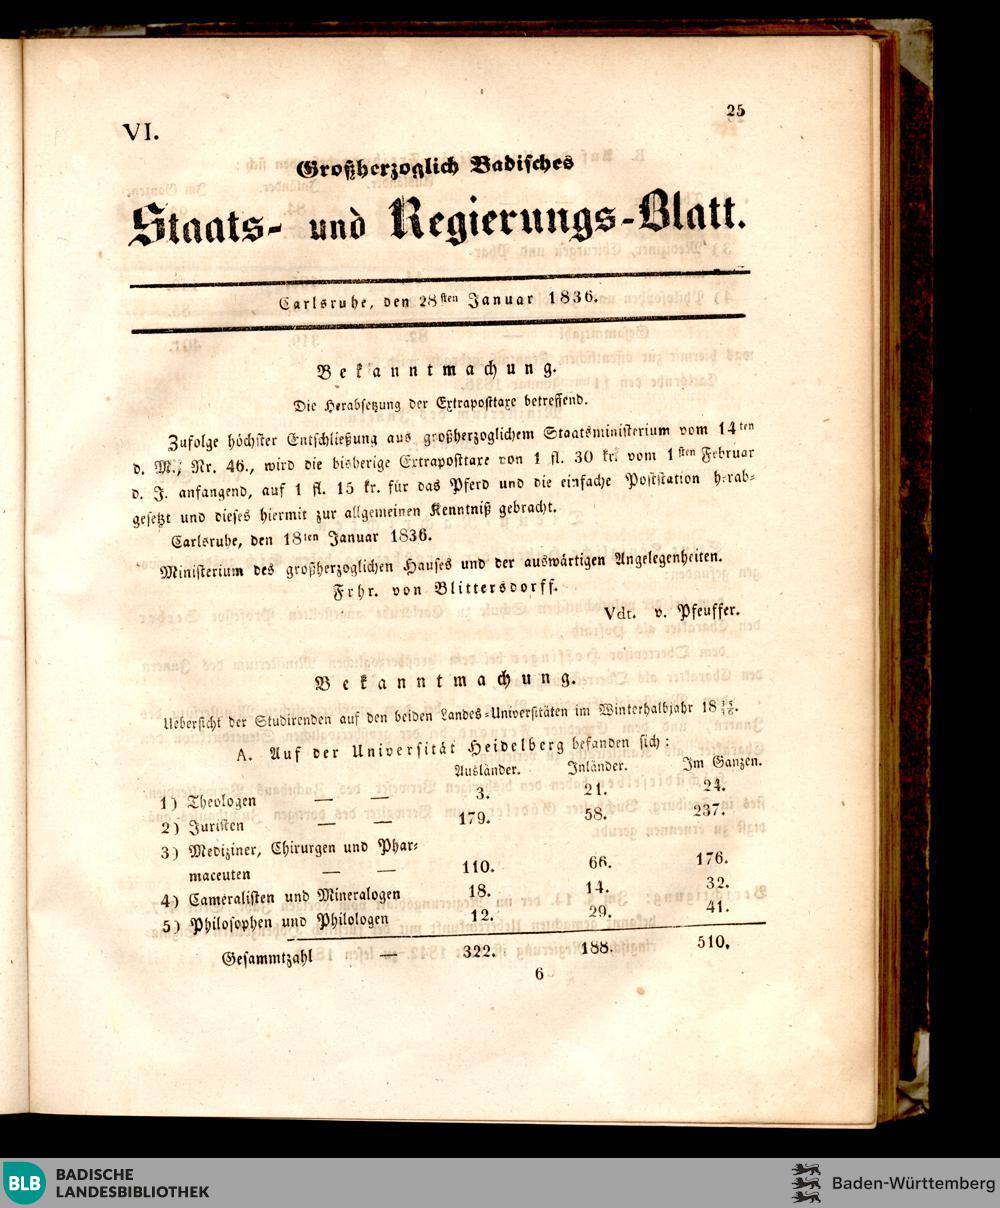 25
VI.
Großherzoglich Badisches
Staats- und Regierungs-Blatt.
Carlsruhe, den 28sten Januar 1836.
Bekanntmachung.
Die Herabsetzung der Extraposttaxe betreffend.
Zufolge höchster Entschließung aus großherzoglichem Staatsministerium vom 14ten
d. M., Nr. 46., wird die bisherige Extraposttaxe von 1 fl. 30 kr. vom 1sten Februar
d. J. anfangend, auf 1 fl. 15 kr. für das Pferd und die einfache Poststation herab-
gesetzt und dieses hiermit zur allgemeinen Kenntniß gebracht.
Carlsruhe, den 18ten Januar 1836.
Ministerium des großherzoglichen Hauses und der auswärtigen Angelegenheiten.
Frhr. von Blittersdorff.
Vdt. v. Pfeuffer.
Bekanntmachung.
Uebersicht der Studirenden auf den beiden Landes-Universitäten im Winterhalbjahr 18 35/36.
A. Auf der Universität Heidelberg befanden sich:
Ausländer. Inländer. Im Ganzen.
1) Theologen — — 3. 21. 24.
2) Juristen — — 179. 58. 237.
3) Mediziner, Chirurgen und Phar-
maceuten — — 110. 66. 176.
4) Cameralisten und Mineralogen 18. 14. 32.
5) Philosophen und Philologen 12. 29. 41.
Gesammtzahl — 322. 188. 510.
6
BLB BADISCHE
LANDESBIBLIOTHEK
Baden-Württemberg